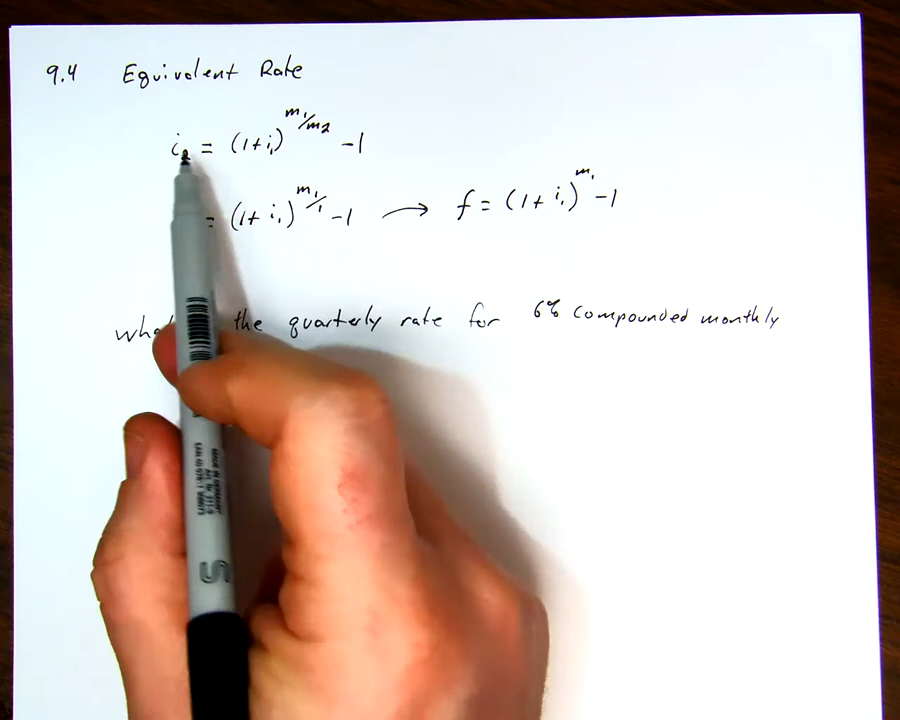 9.4 Equivalent Rate
i₂ = (1+i₁)^(m₁/m₂) -1
= (1+i₁)^(m₁/1) -1 → f = (1+i₁)^(m₁) -1
the quarterly rate for 6% compounded monthly